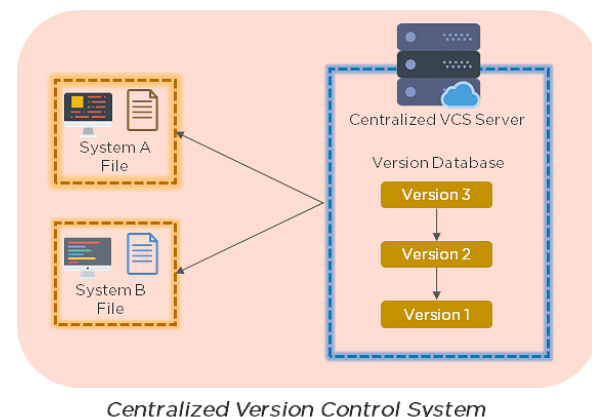 System A
File
System B
File
Centralized VCS Server
Version Database
Version 3
Version 2
Version 1
Centralized Version Control System